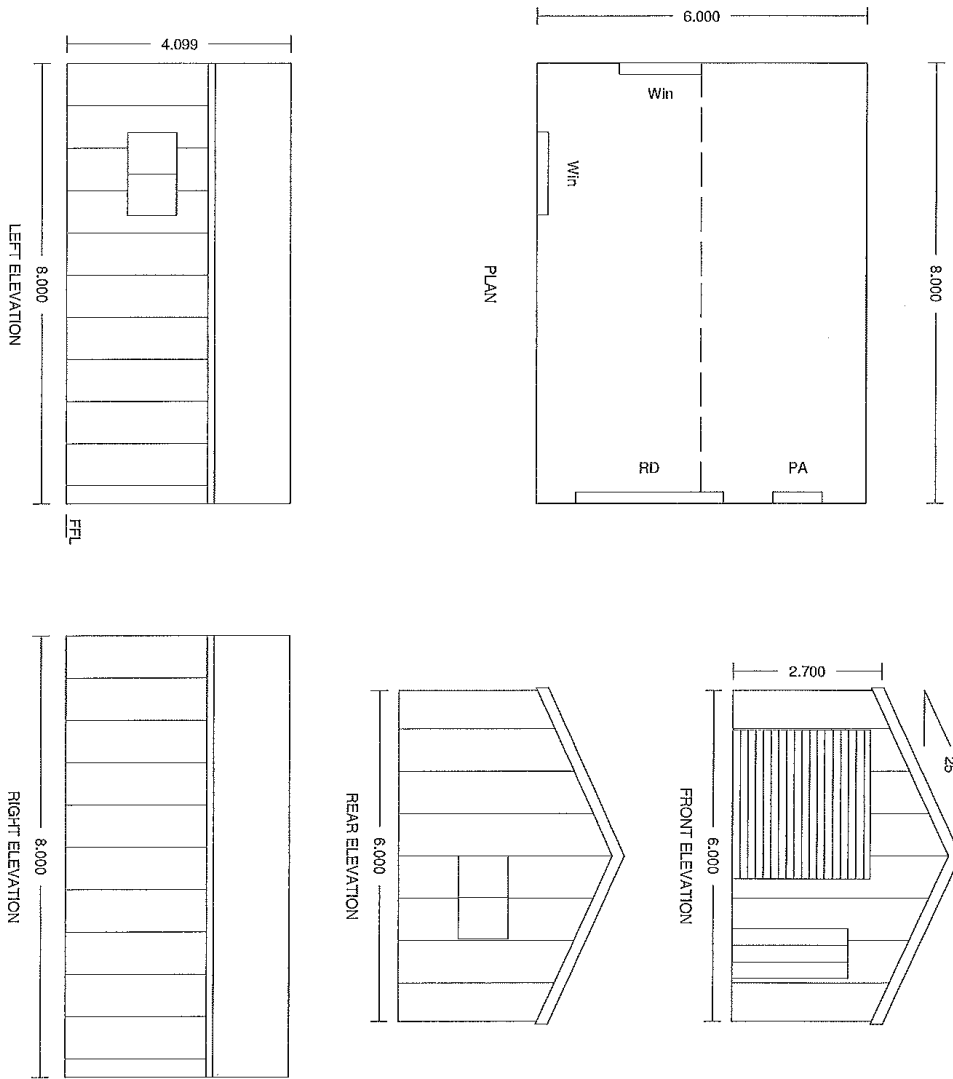 6.000
8.000
PLAN
Win
Win
RD
PA
4.099
8.000
LEFT ELEVATION
FFL
2.700
25
6.000
FRONT ELEVATION
6.000
REAR ELEVATION
8.000
RIGHT ELEVATION